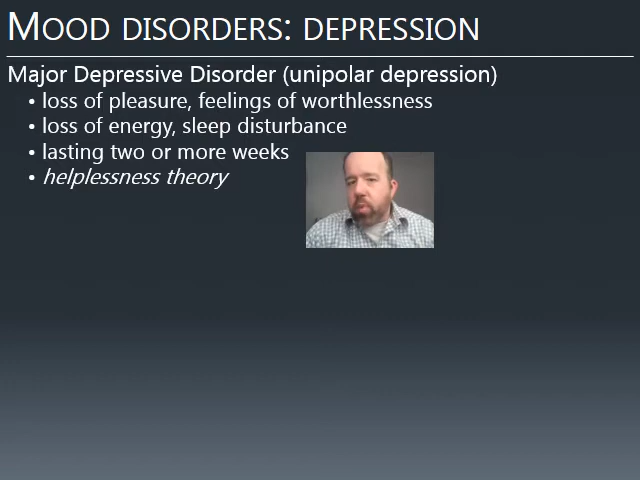 MOOD DISORDERS: DEPRESSION
Major Depressive Disorder (unipolar depression)
• loss of pleasure, feelings of worthlessness
• loss of energy, sleep disturbance
• lasting two or more weeks
• helplessness theory